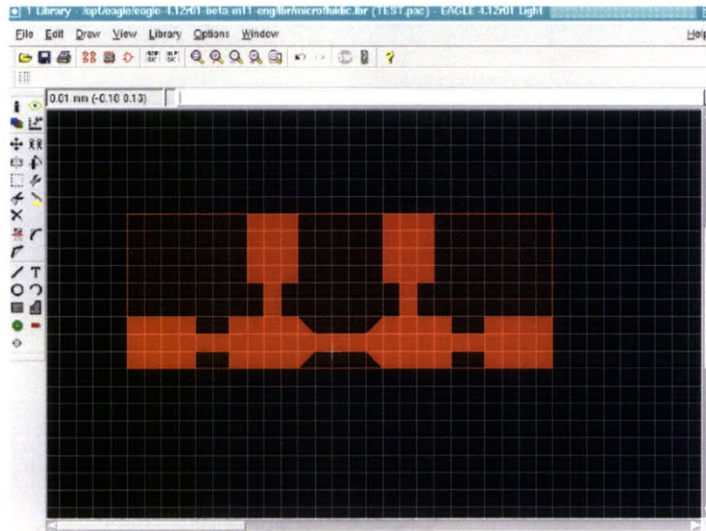 1 Library - /opt/eagle/eagle-4.12r01-beta-m11-eng/lbr/microfluidic.lbr (TEST.pac) - EAGLE 4.12r01 Light
File Edit Draw View Library Options Window Help
0.01 mm (-0.10 0.13)